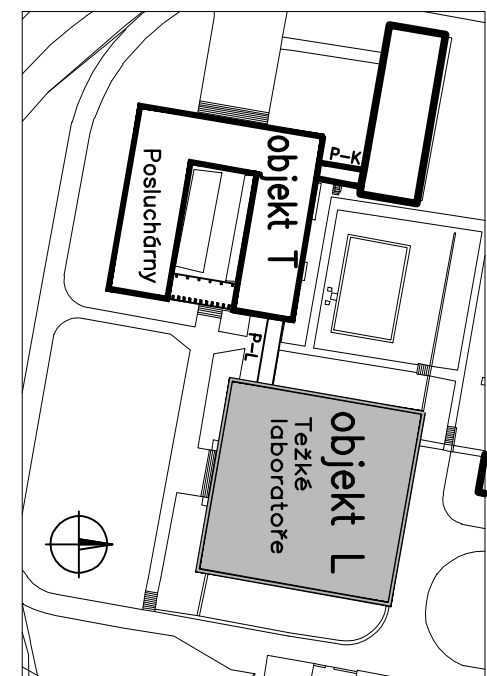 P-K
objekt T
Posluchárny
P-L
objekt L
Težké
laboratoře